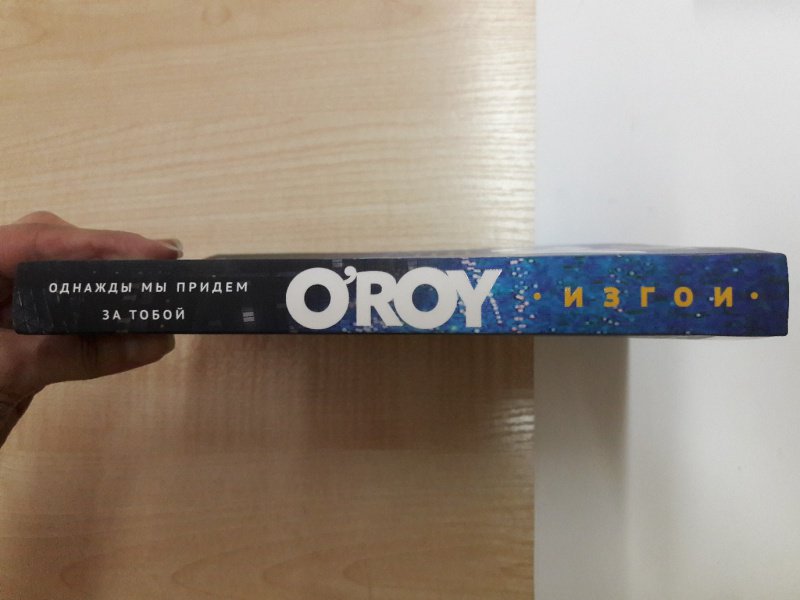 ОДНАЖДЫ МЫ ПРИДЕМ
ЗА ТОБОЙ
O'ROY
· ИЗГОИ ·